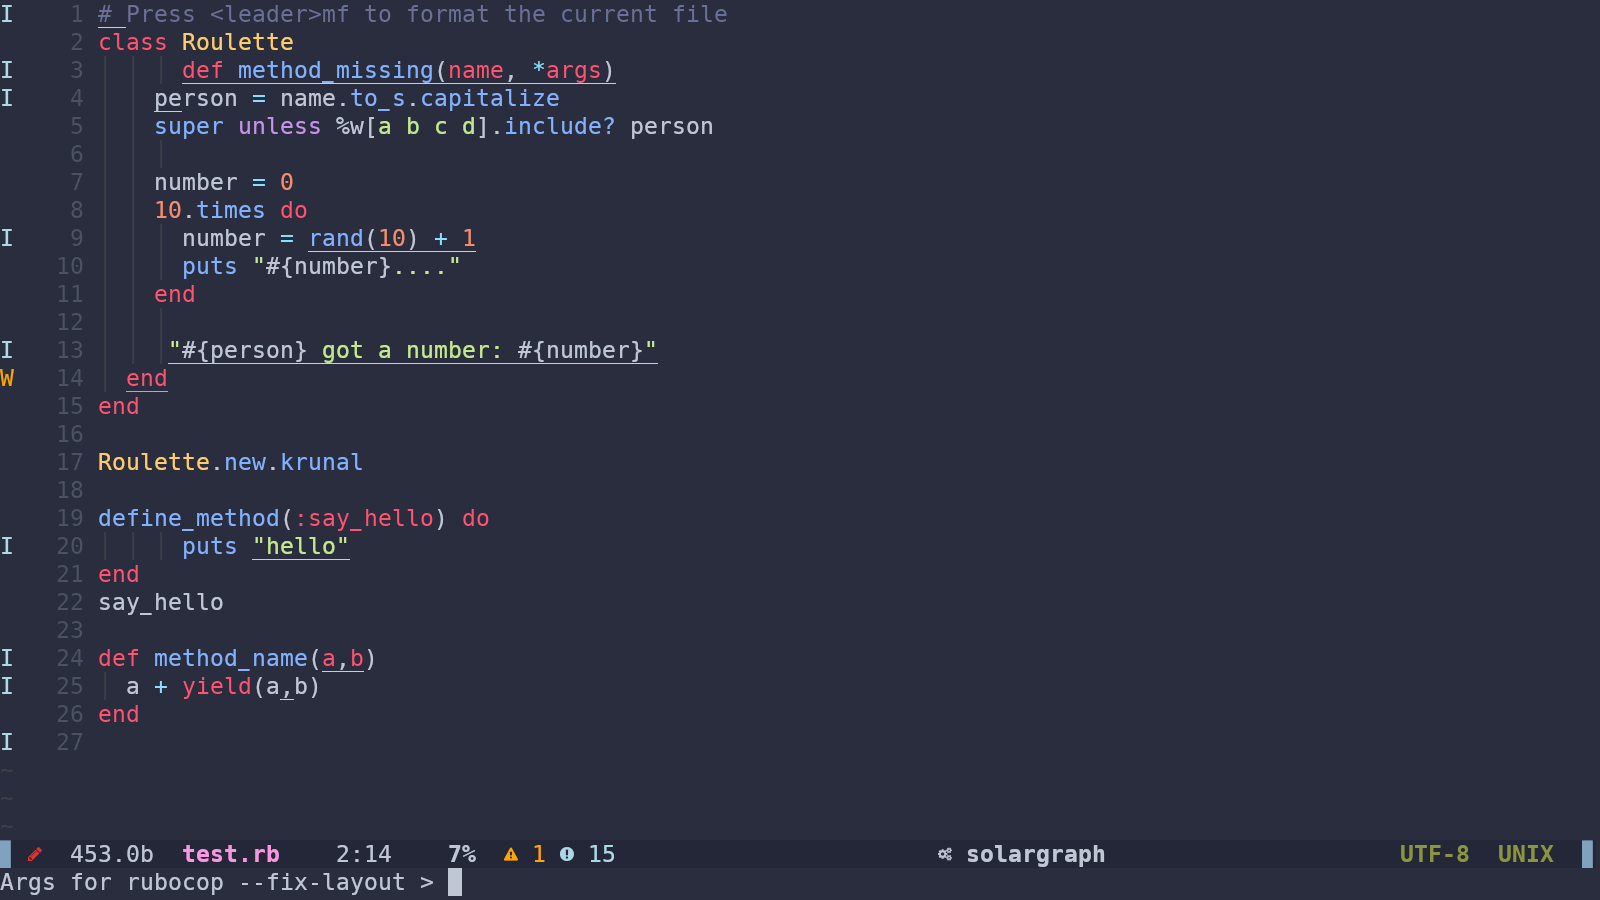 I 1 # Press <leader>mf to format the current file
2 class Roulette
I 3 def method_missing(name, *args)
I 4 person = name.to_s.capitalize
5 super unless %w[a b c d].include? person
6
7 number = 0
8 10.times do
I 9 number = rand(10) + 1
10 puts "#{number}...."
11 end
12
I 13 "#{person} got a number: #{number}"
W 14 end
15 end
16
17 Roulette.new.krunal
18
19 define_method(:say_hello) do
I 20 puts "hello"
21 end
22 say_hello
23
I 24 def method_name(a,b)
I 25 a + yield(a,b)
26 end
I 27
~
~
~
453.0b test.rb 2:14 7% 1 15 solargraph UTF-8 UNIX
Args for rubocop --fix-layout >